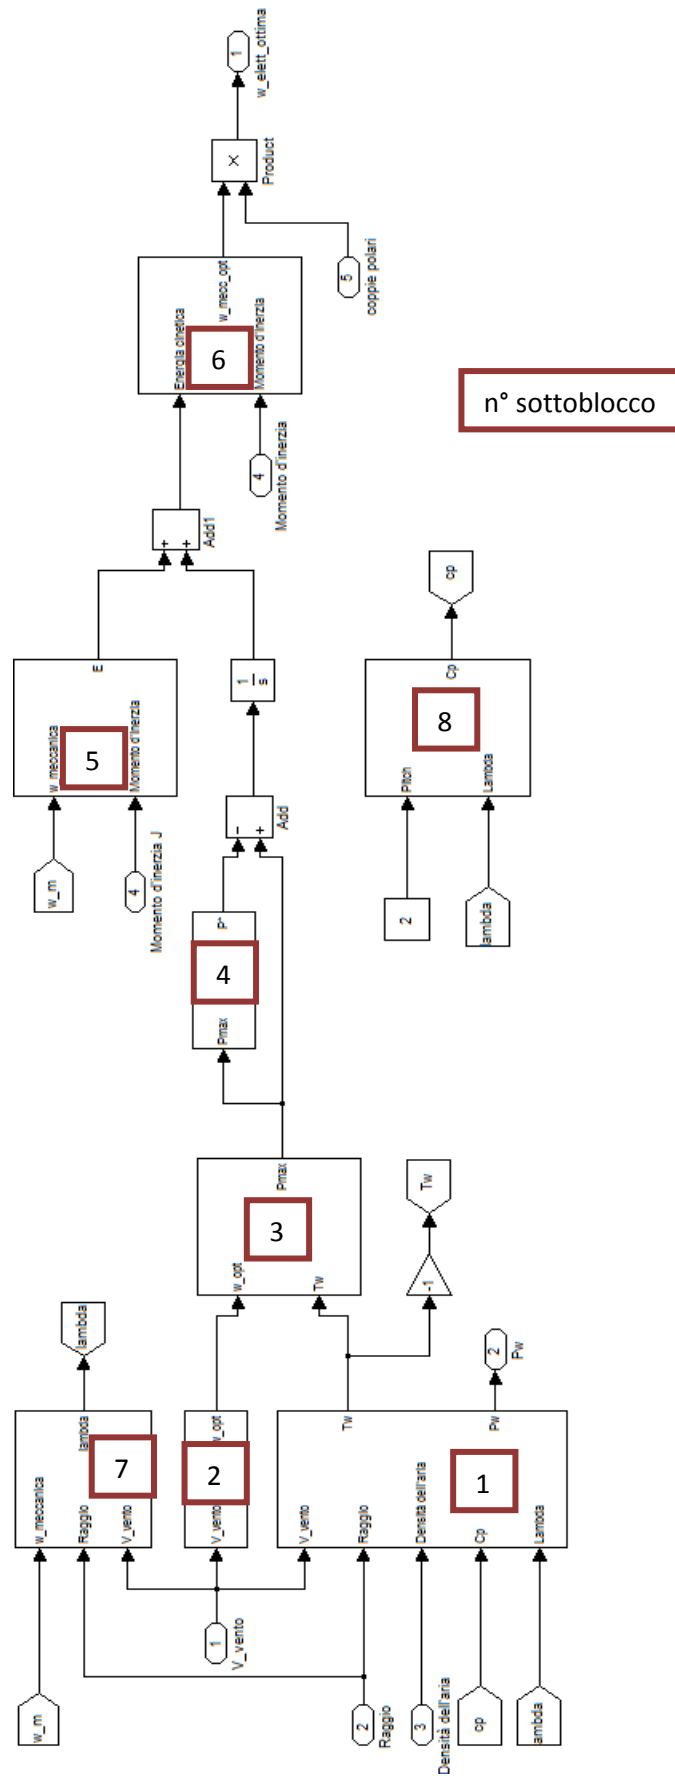 w_m
2
Raggio
3
Densità dell'aria
cp
ambda
1
V_vento
w_meccanica
Raggio
V_vento
lambda
7
lambda
V_vento
w_opt
2
V_vento
Raggio
Densità dell'aria
Cp
Lambda
Tw
Pw
1
2
Pw
-1
Tw
w_opt
Tw
Pmax
3
Pmax
P*
4
-
+
Add
1
s
w_m
4
Momento d'inerzia J
w_meccanica
Momento d'inerzia
E
5
+
+
Add1
4
Momento d'inerzia
Energia cinetica
Momento d'inerzia
w_mecc_opt
6
5
coppie polari
×
Product
1
w_elett_ottima
2
lambda
Pitch
Lambda
Cp
8
cp
n° sottoblocco